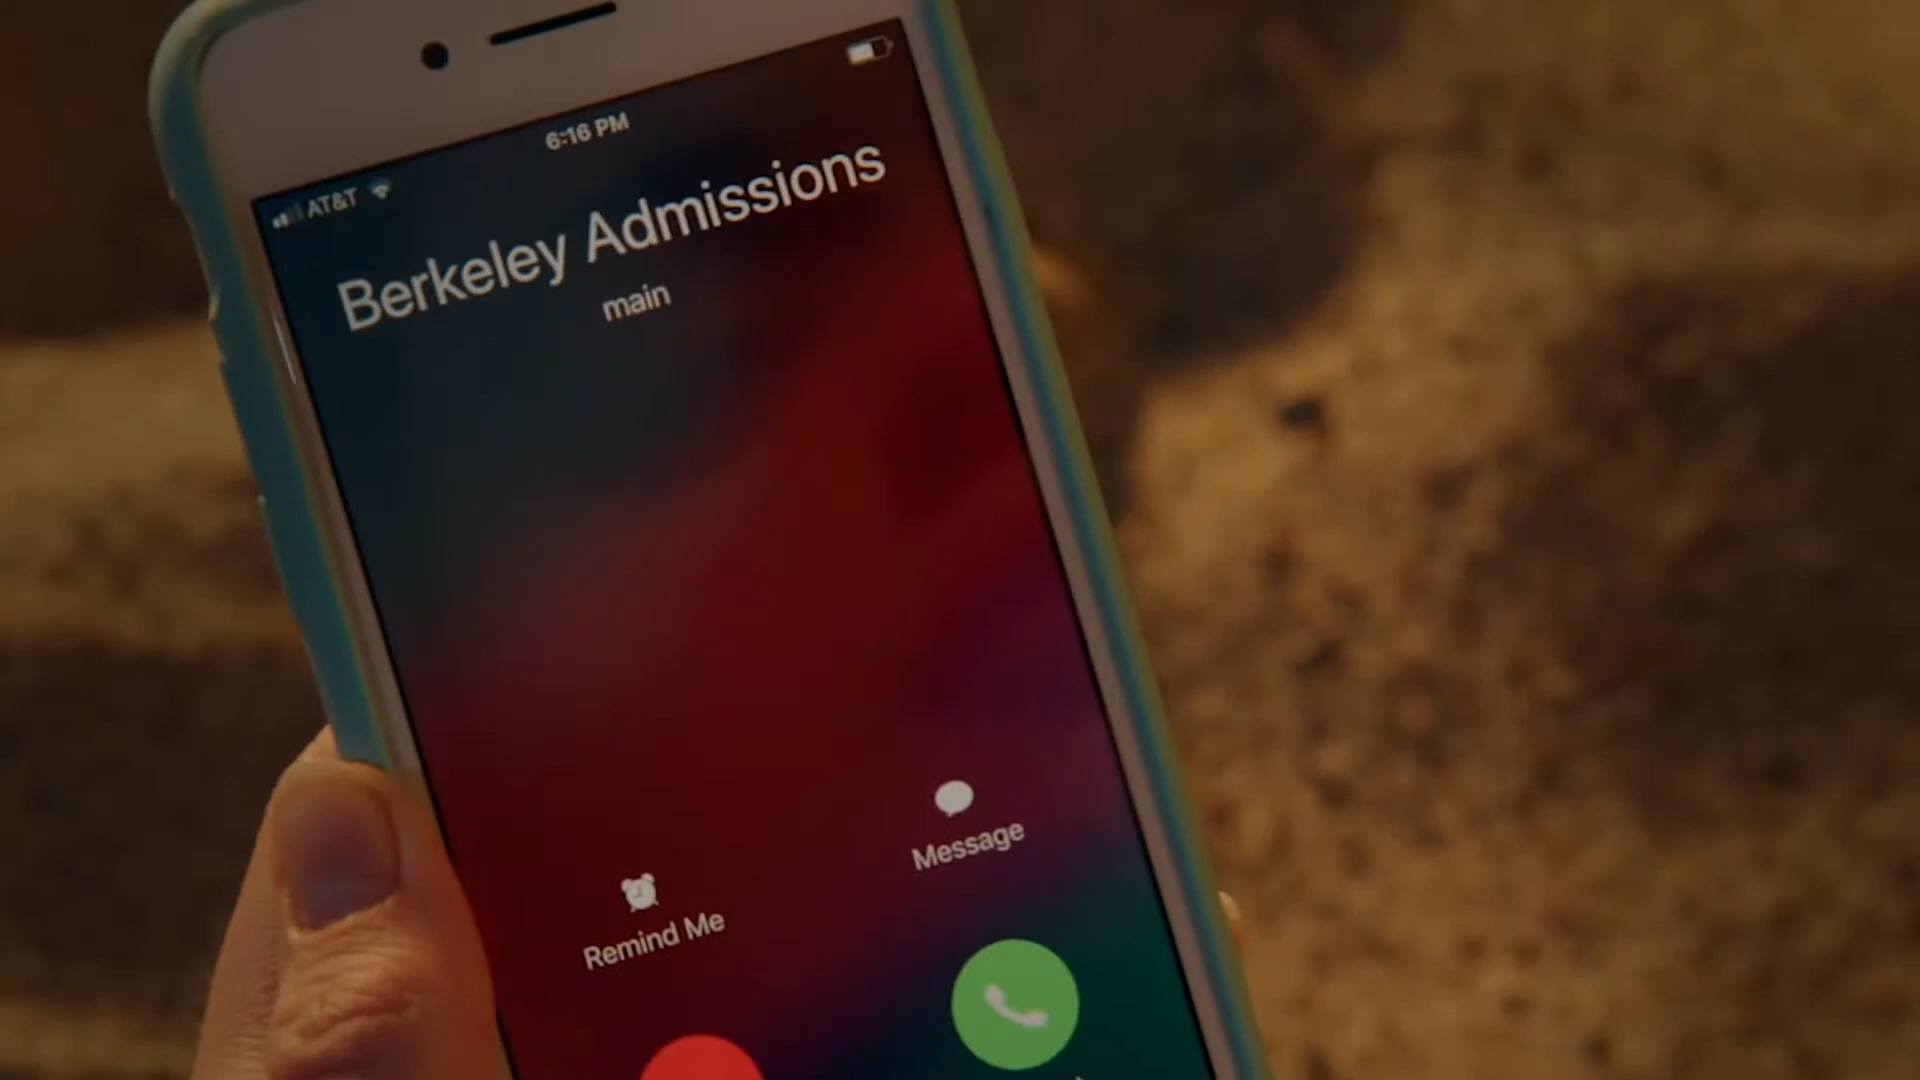 6:16 PM
AT&T
Berkeley Admissions
main
Message
Remind Me